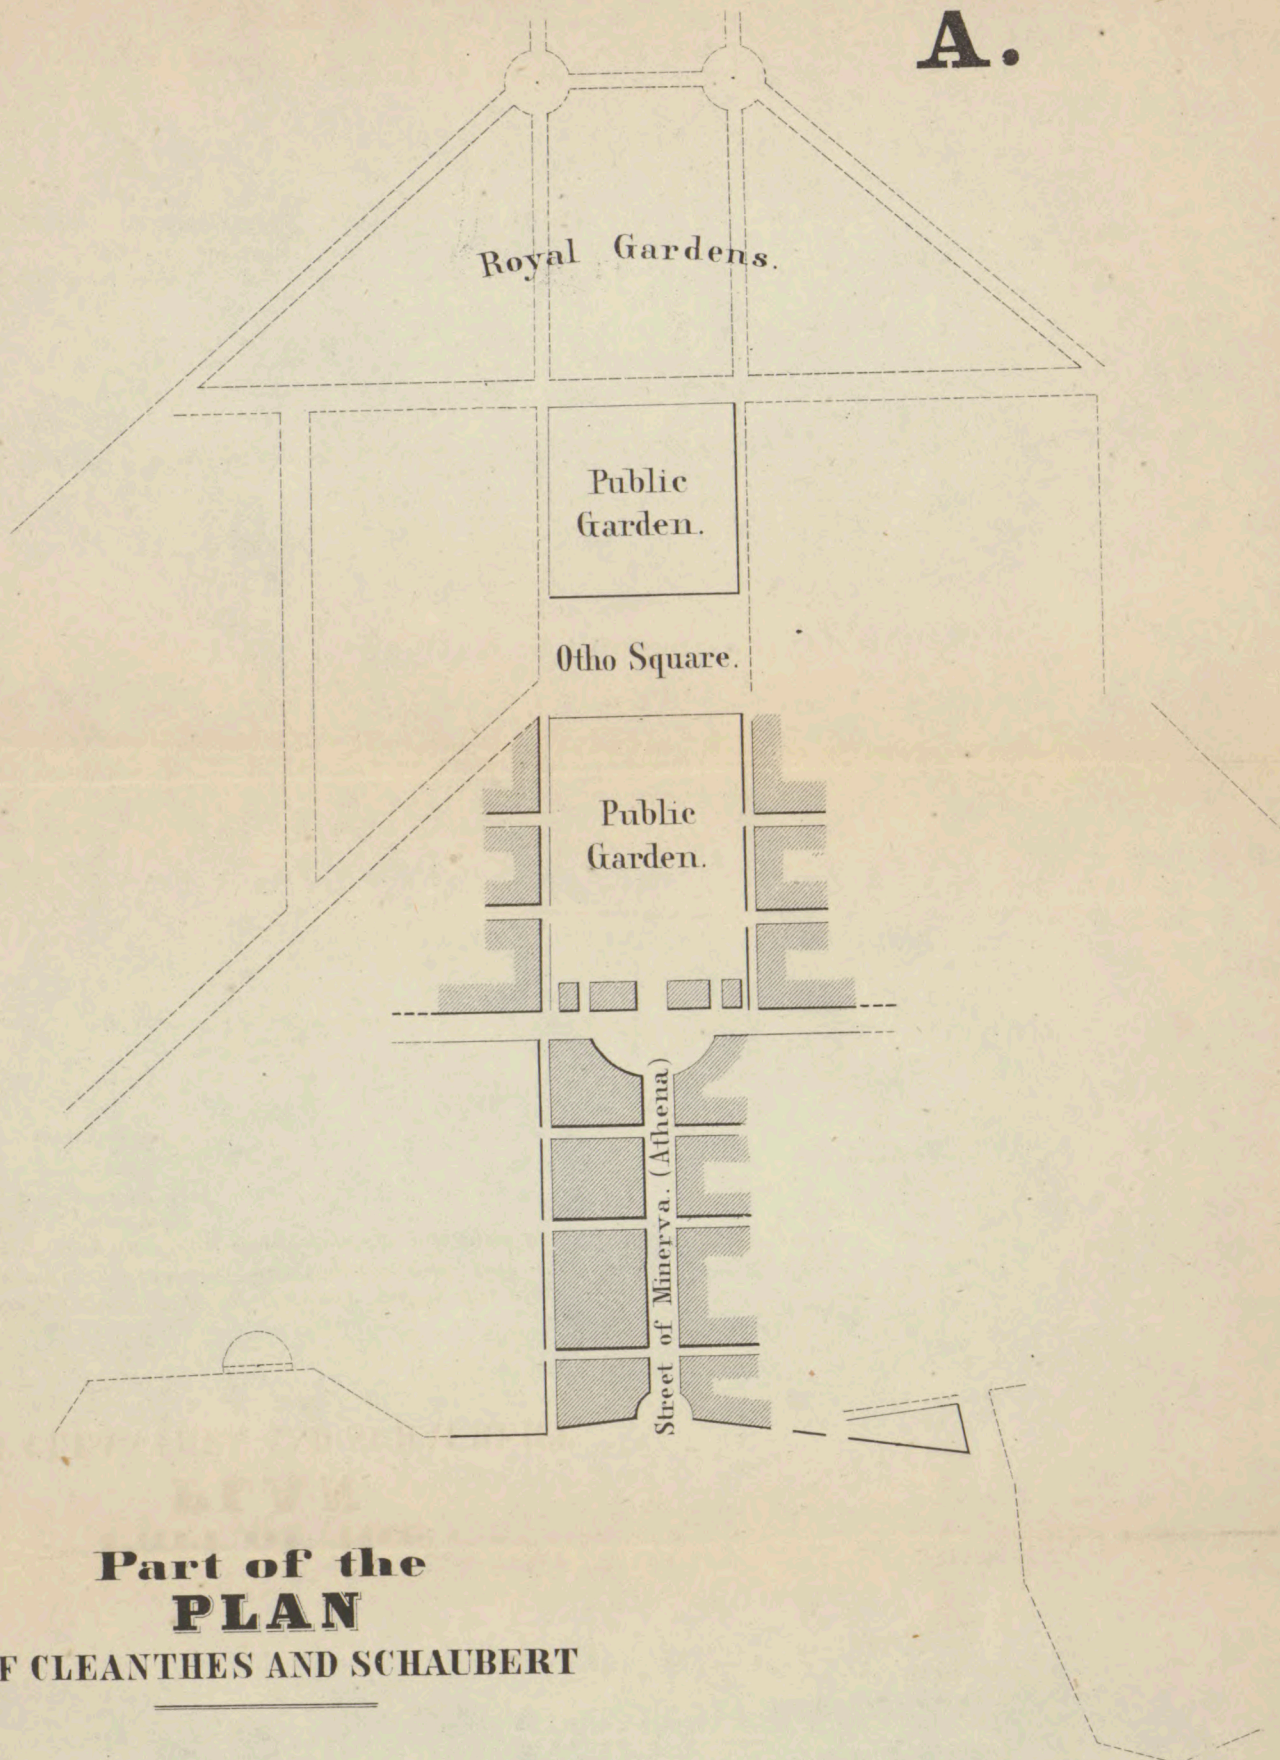 A.
Royal Gardens.
Public
Garden.
Otho Square.
Public
Garden.
Street of Minerva. (Athena)
Part of the
PLAN
F CLEANTHES AND SCHAUBERT